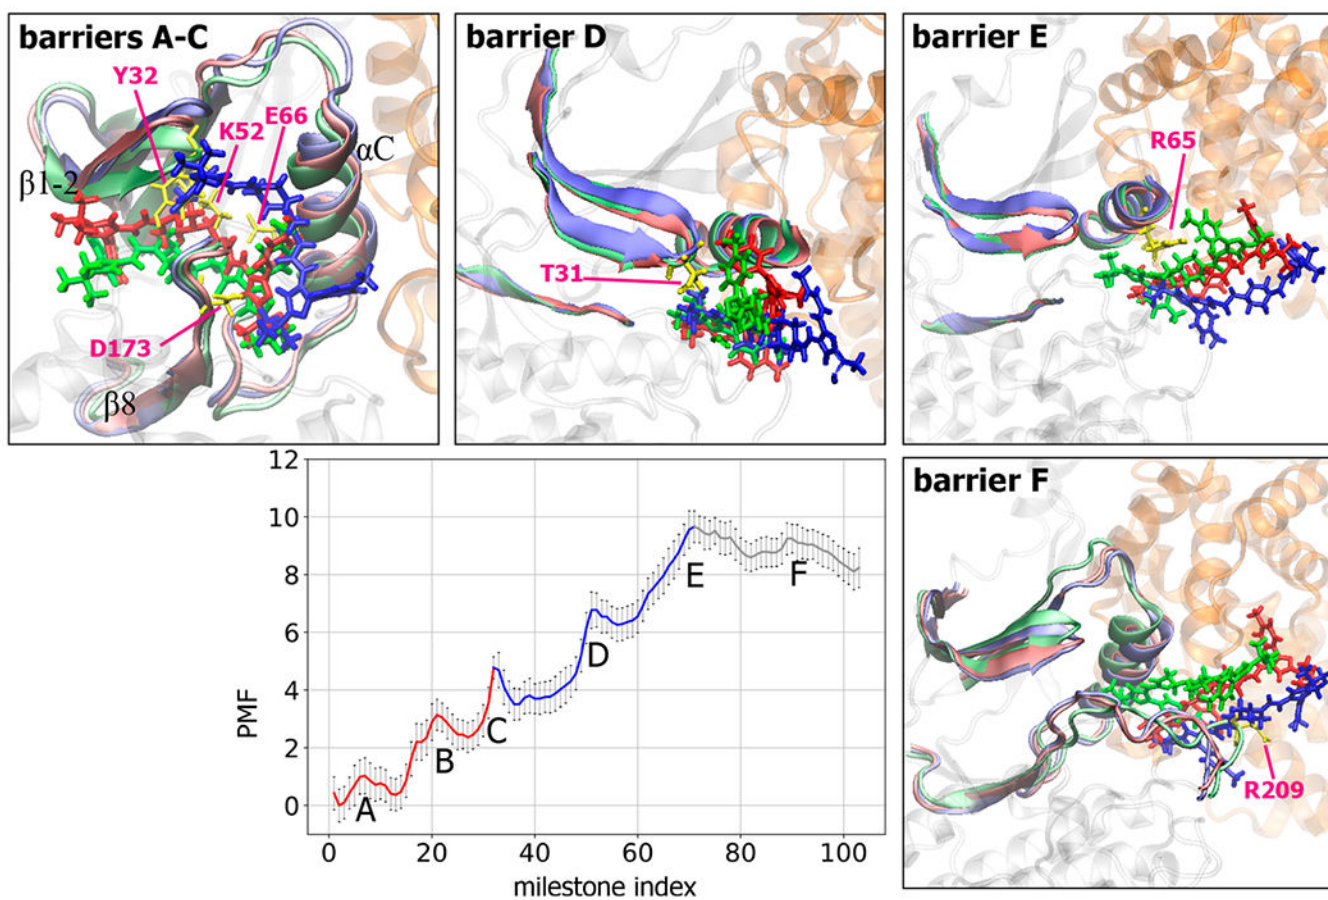 barriers A-C
Y32
K52
E66
αC
β1-2
D173
β8
barrier D
T31
barrier E
R65
12
10
8
6
4
2
0
PMF
A
B
C
D
E
F
0 20 40 60 80 100
milestone index
barrier F
R209